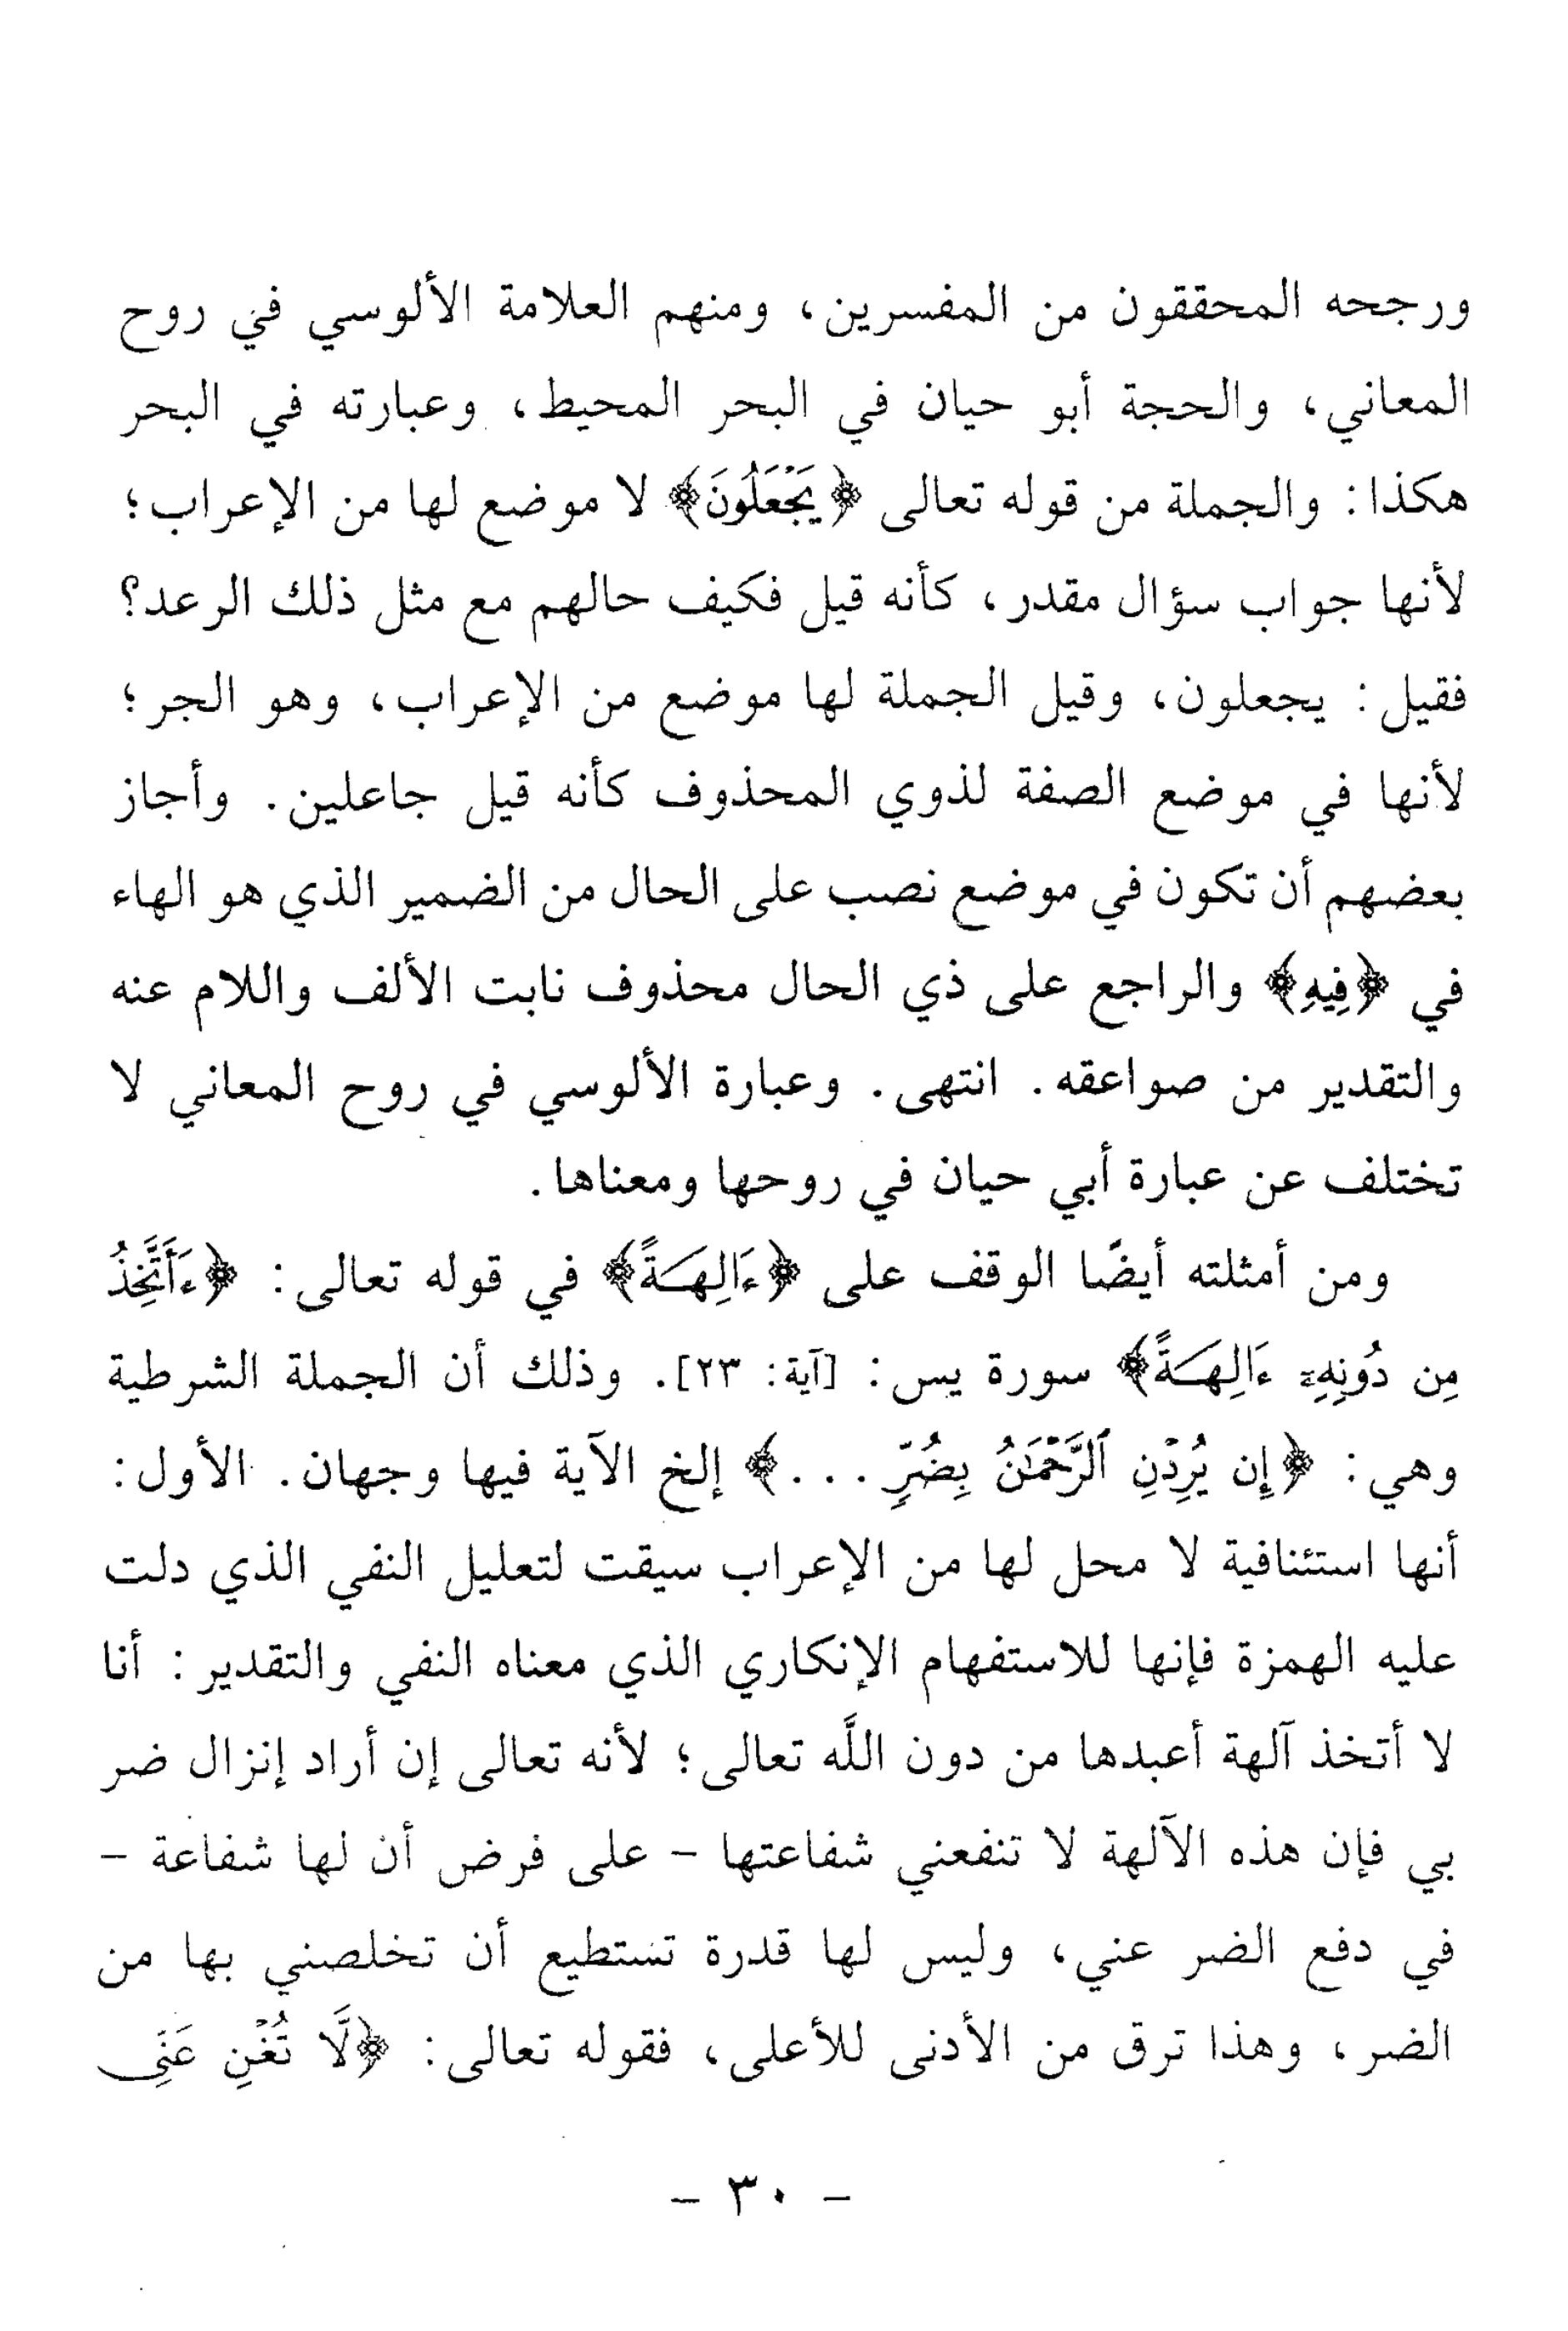 ورجحه المحققون من المفسرين، ومنهم العلامة الألوسي في روح
المعاني، والحجة أبو حيان في البحر المحيط، وعبارته في البحر
هكذا: والجملة من قوله تعالى ﴿يَجْعَلُونَ﴾ لا موضع لها من الإعراب؛
لأنها جواب سؤال مقدر، كأنه قيل فكيف حالهم مع مثل ذلك الرعد؟
فقيل: يجعلون، وقيل الجملة لها موضع من الإعراب، وهو الجر؛
لأنها في موضع الصفة لذوي المحذوف كأنه قيل جاعلين. وأجاز
بعضهم أن تكون في موضع نصب على الحال من الضمير الذي هو الهاء
في ﴿فِيهِ﴾ والراجع على ذي الحال محذوف نابت الألف واللام عنه
والتقدير من صواعقه. انتهى. وعبارة الألوسي في روح المعاني لا
تختلف عن عبارة أبي حيان في روحها ومعناها.
ومن أمثلته أيضًا الوقف على ﴿ءَالِهَةً﴾ في قوله تعالى: ﴿ءَأَتَّخِذُ
مِن دُونِهِۦٓ ءَالِهَةً﴾ سورة يس: [آية: ٢٣]. وذلك أن الجملة الشرطية
وهي: ﴿إِن يُرِدْنِ ٱلرَّحْمَٰنُ بِضُرٍّ ...﴾ إلخ الآية فيها وجهان. الأول:
أنها استئنافية لا محل لها من الإعراب سيقت لتعليل النفي الذي دلت
عليه الهمزة فإنها للاستفهام الإنكاري الذي معناه النفي والتقدير: أنا
لا أتخذ آلهة أعبدها من دون اللَّه تعالى؛ لأنه تعالى إن أراد إنزال ضر
بي فإن هذه الآلهة لا تنفعني شفاعتها - على فرض أن لها شفاعة -
في دفع الضر عني، وليس لها قدرة تستطيع أن تخلصني بها من
الضر، وهذا ترق من الأدنى للأعلى، فقوله تعالى: ﴿لَّا تُغْنِ عَنِّى
- ٣٠ -